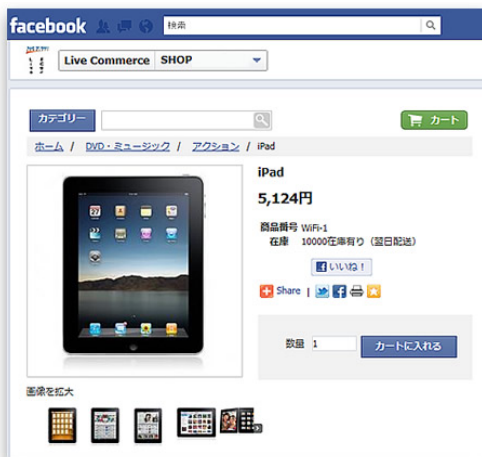 facebook 検索
Live Commerce SHOP
カテゴリー カート
ホーム / DVD・ミュージック / アクション / iPad
iPad
5,124円
商品番号 WiFi-1
在庫 10000在庫有り（翌日配送）
いいね！
Share |
数量 1 カートに入れる
画像を拡大